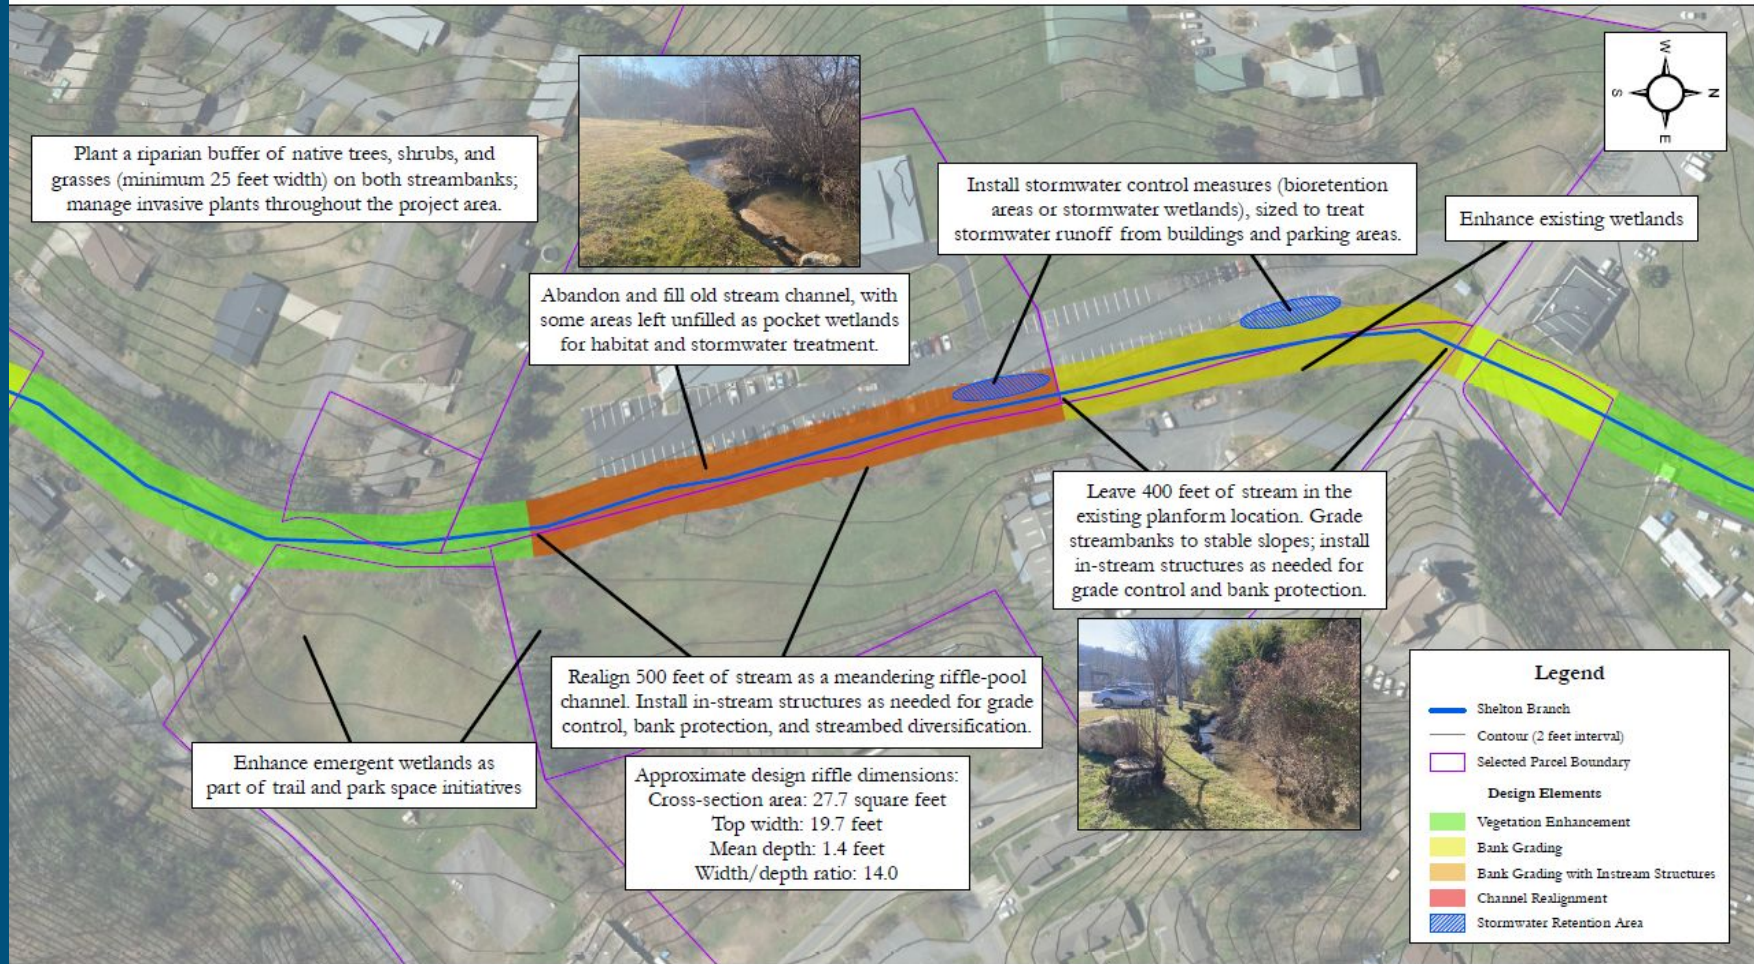 W
S
N
E
Plant a riparian buffer of native trees, shrubs, and
grasses (minimum 25 feet width) on both streambanks;
manage invasive plants throughout the project area.
Install stormwater control measures (bioretention
areas or stormwater wetlands), sized to treat
stormwater runoff from buildings and parking areas.
Enhance existing wetlands
Abandon and fill old stream channel, with
some areas left unfilled as pocket wetlands
for habitat and stormwater treatment.
Leave 400 feet of stream in the
existing planform location. Grade
streambanks to stable slopes; install
in-stream structures as needed for
grade control and bank protection.
Realign 500 feet of stream as a meandering riffle-pool
channel. Install in-stream structures as needed for grade
control, bank protection, and streambed diversification.
Enhance emergent wetlands as
part of trail and park space initiatives
Approximate design riffle dimensions:
Cross-section area: 27.7 square feet
Top width: 19.7 feet
Mean depth: 1.4 feet
Width/depth ratio: 14.0
Legend
Shelton Branch
Contour (2 feet interval)
Selected Parcel Boundary
Design Elements
Vegetation Enhancement
Bank Grading
Bank Grading with Instream Structures
Channel Realignment
Stormwater Retention Area